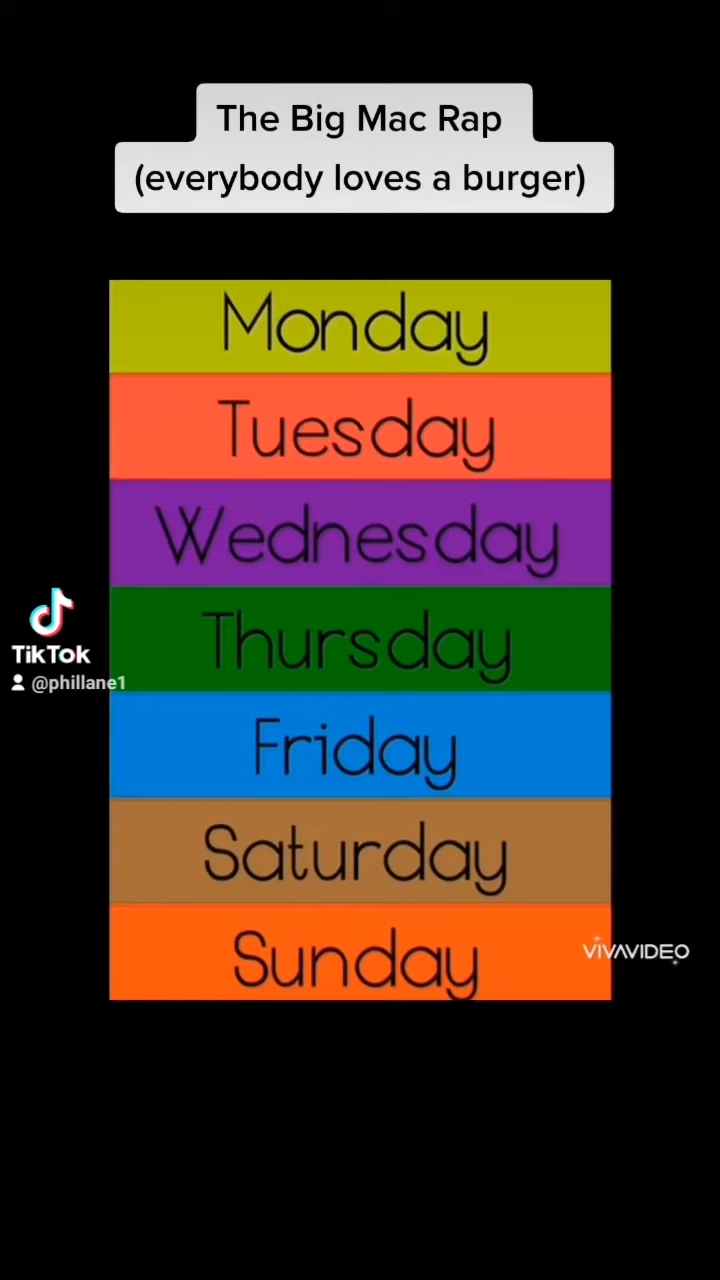 The Big Mac Rap
(everybody loves a burger)
Monday
Tuesday
Wednesday
Thursday
Friday
Saturday
Sunday
TikTok
@phillane1
VIVAVIDEO